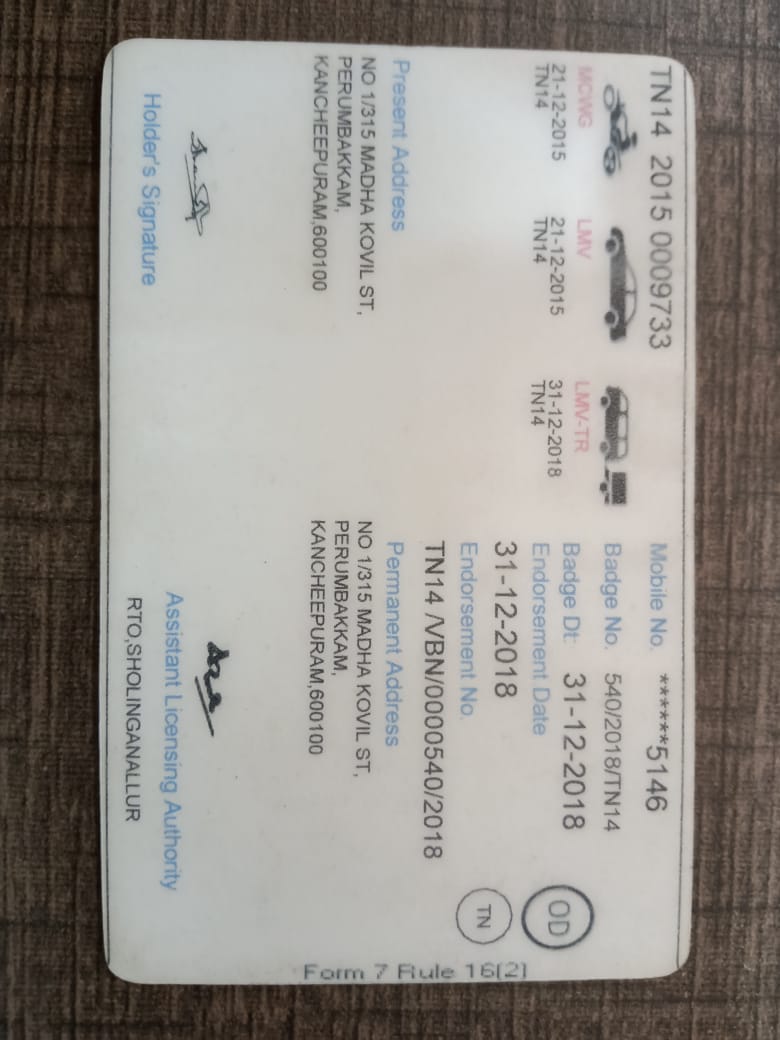 TN14 2015 0009733
MCWG
21-12-2015
TN14
LMV
21-12-2015
TN14
LMV-TR
31-12-2018
TN14
Mobile No. ******5146
Badge No. 540/2018/TN14
Badge Dt: 31-12-2018
Endorsement Date
31-12-2018
Endorsement No.
TN14 /VBN/0000540/2018
OD
TN
Present Address
NO 1/315 MADHA KOVIL ST,
PERUMBAKKAM,
KANCHEEPURAM,600100
Permanent Address
NO 1/315 MADHA KOVIL ST,
PERUMBAKKAM,
KANCHEEPURAM,600100
Holder's Signature
Assistant Licensing Authority
RTO,SHOLINGANALLUR
Form 7 Rule 16(2)